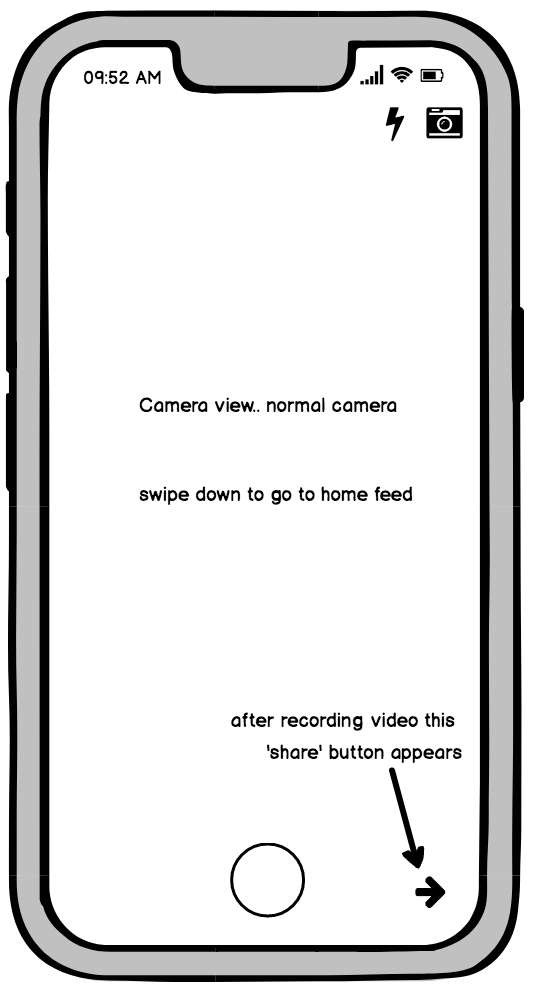 09:52 AM
Camera view.. normal camera
swipe down to go to home feed
after recording video this
'share' button appears